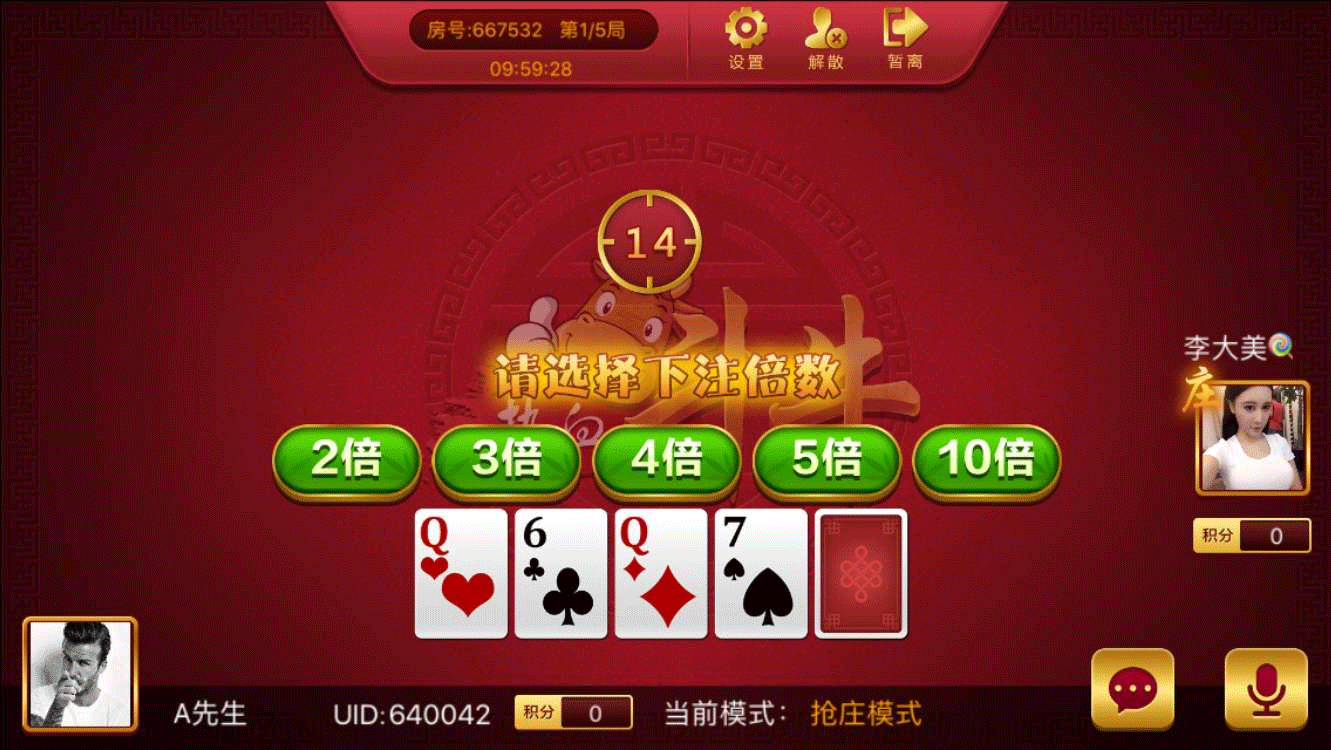 房号:667532 第1/5局
09:59:28
设置 解散 暂离
14
斗牛
请选择下注倍数
李大美
庄
2倍 3倍 4倍 5倍 10倍
Q 6 Q 7
积分 0
A先生 UID:640042 积分 0 当前模式: 抢庄模式